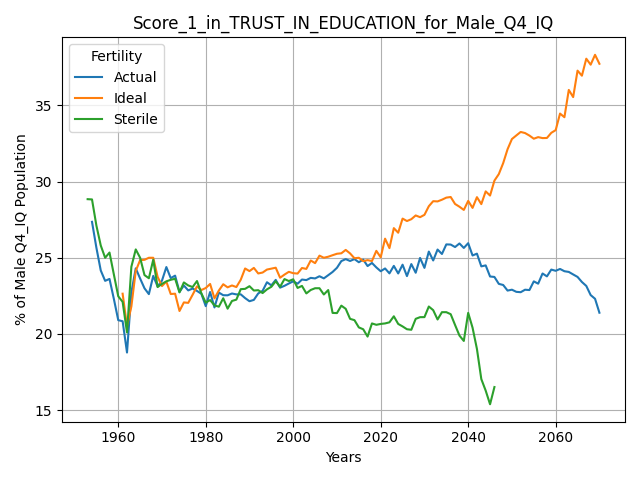 Score_1_in_TRUST_IN_EDUCATION_for_Male_Q4_IQ
Fertility
Actual
Ideal
Sterile
% of Male Q4_IQ Population
35
30
25
20
15
1960 1980 2000 2020 2040 2060
Years